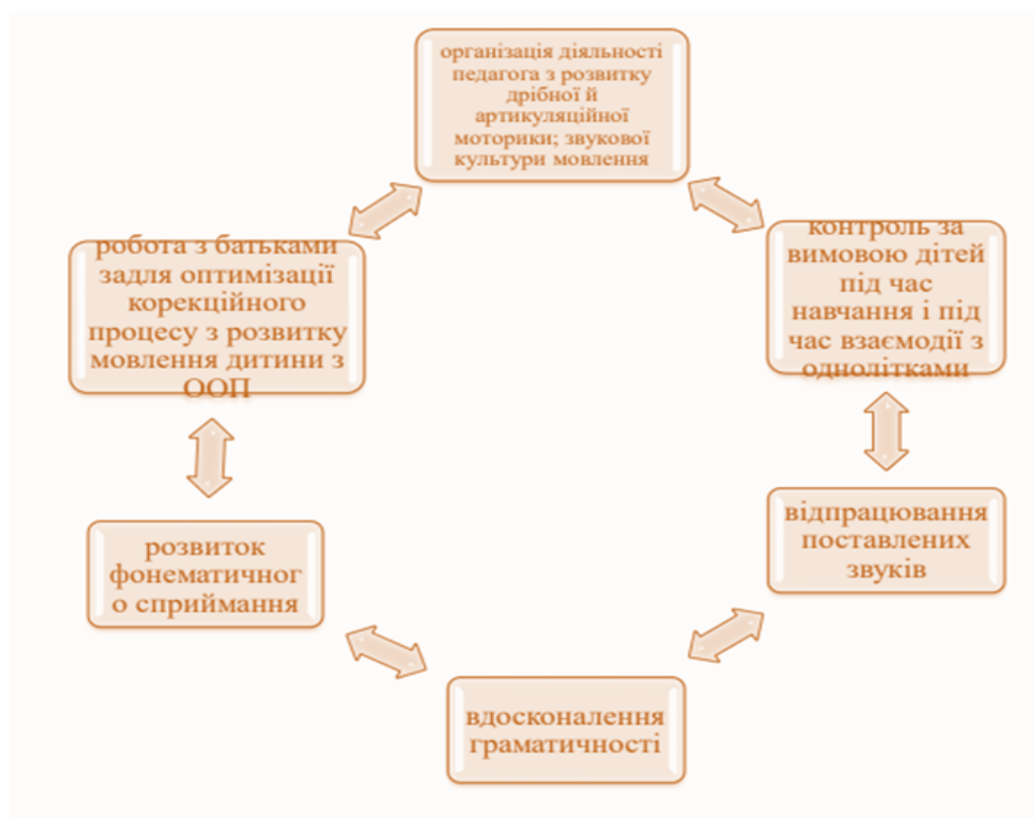 організація діяльності
педагога з розвитку
дрібної й
артикуляційної
моторики; звукової
культури мовлення
контроль за
вимовою дітей
під час
навчання і під
час взаємодії з
однолітками
відпрацювання
поставлених
звуків
вдосконалення
граматичності
розвиток
фонематичног
о сприймання
робота з батьками
задля оптимізації
корекційного
процесу з розвитку
мовлення дитини з
ООП